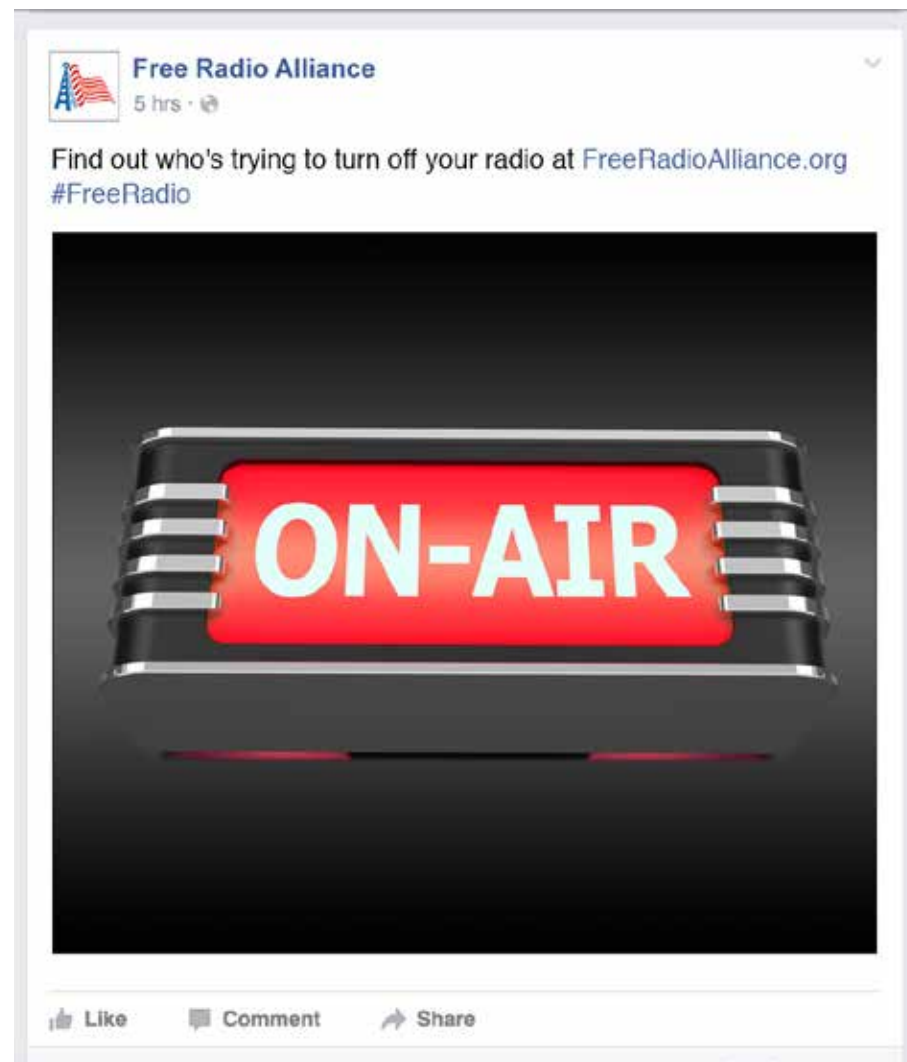 Free Radio Alliance
5 hrs ·
Find out who's trying to turn off your radio at FreeRadioAlliance.org
#FreeRadio
ON-AIR
Like Comment Share